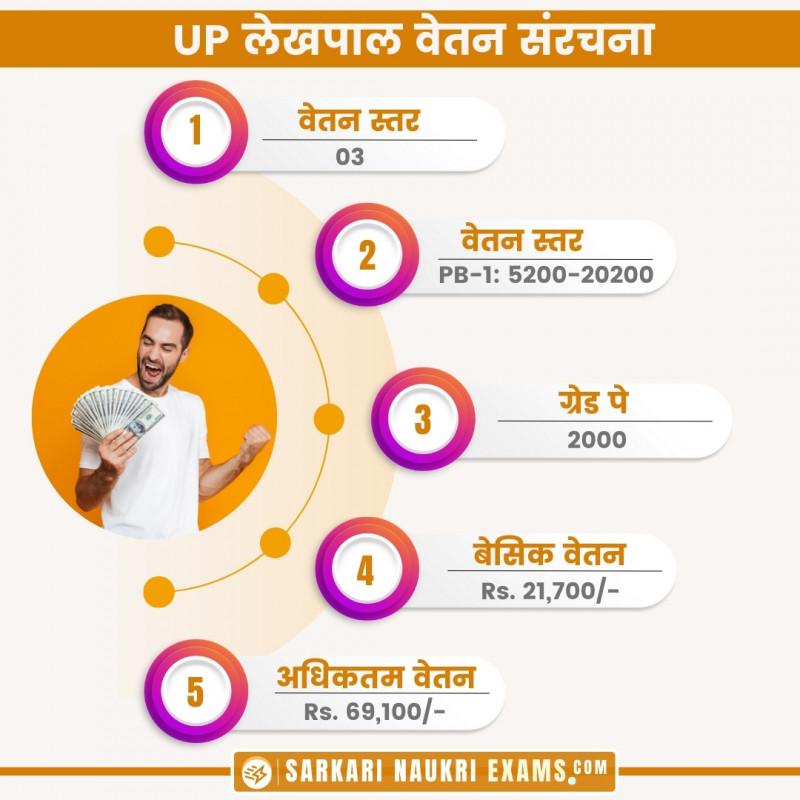 UP लेखपाल वेतन संरचना
1
वेतन स्तर
03
2
वेतन स्तर
PB-1: 5200-20200
3
ग्रेड पे
2000
4
बेसिक वेतन
Rs. 21,700/-
5
अधिकतम वेतन
Rs. 69,100/-
SARKARI NAUKRI EXAMS.COM